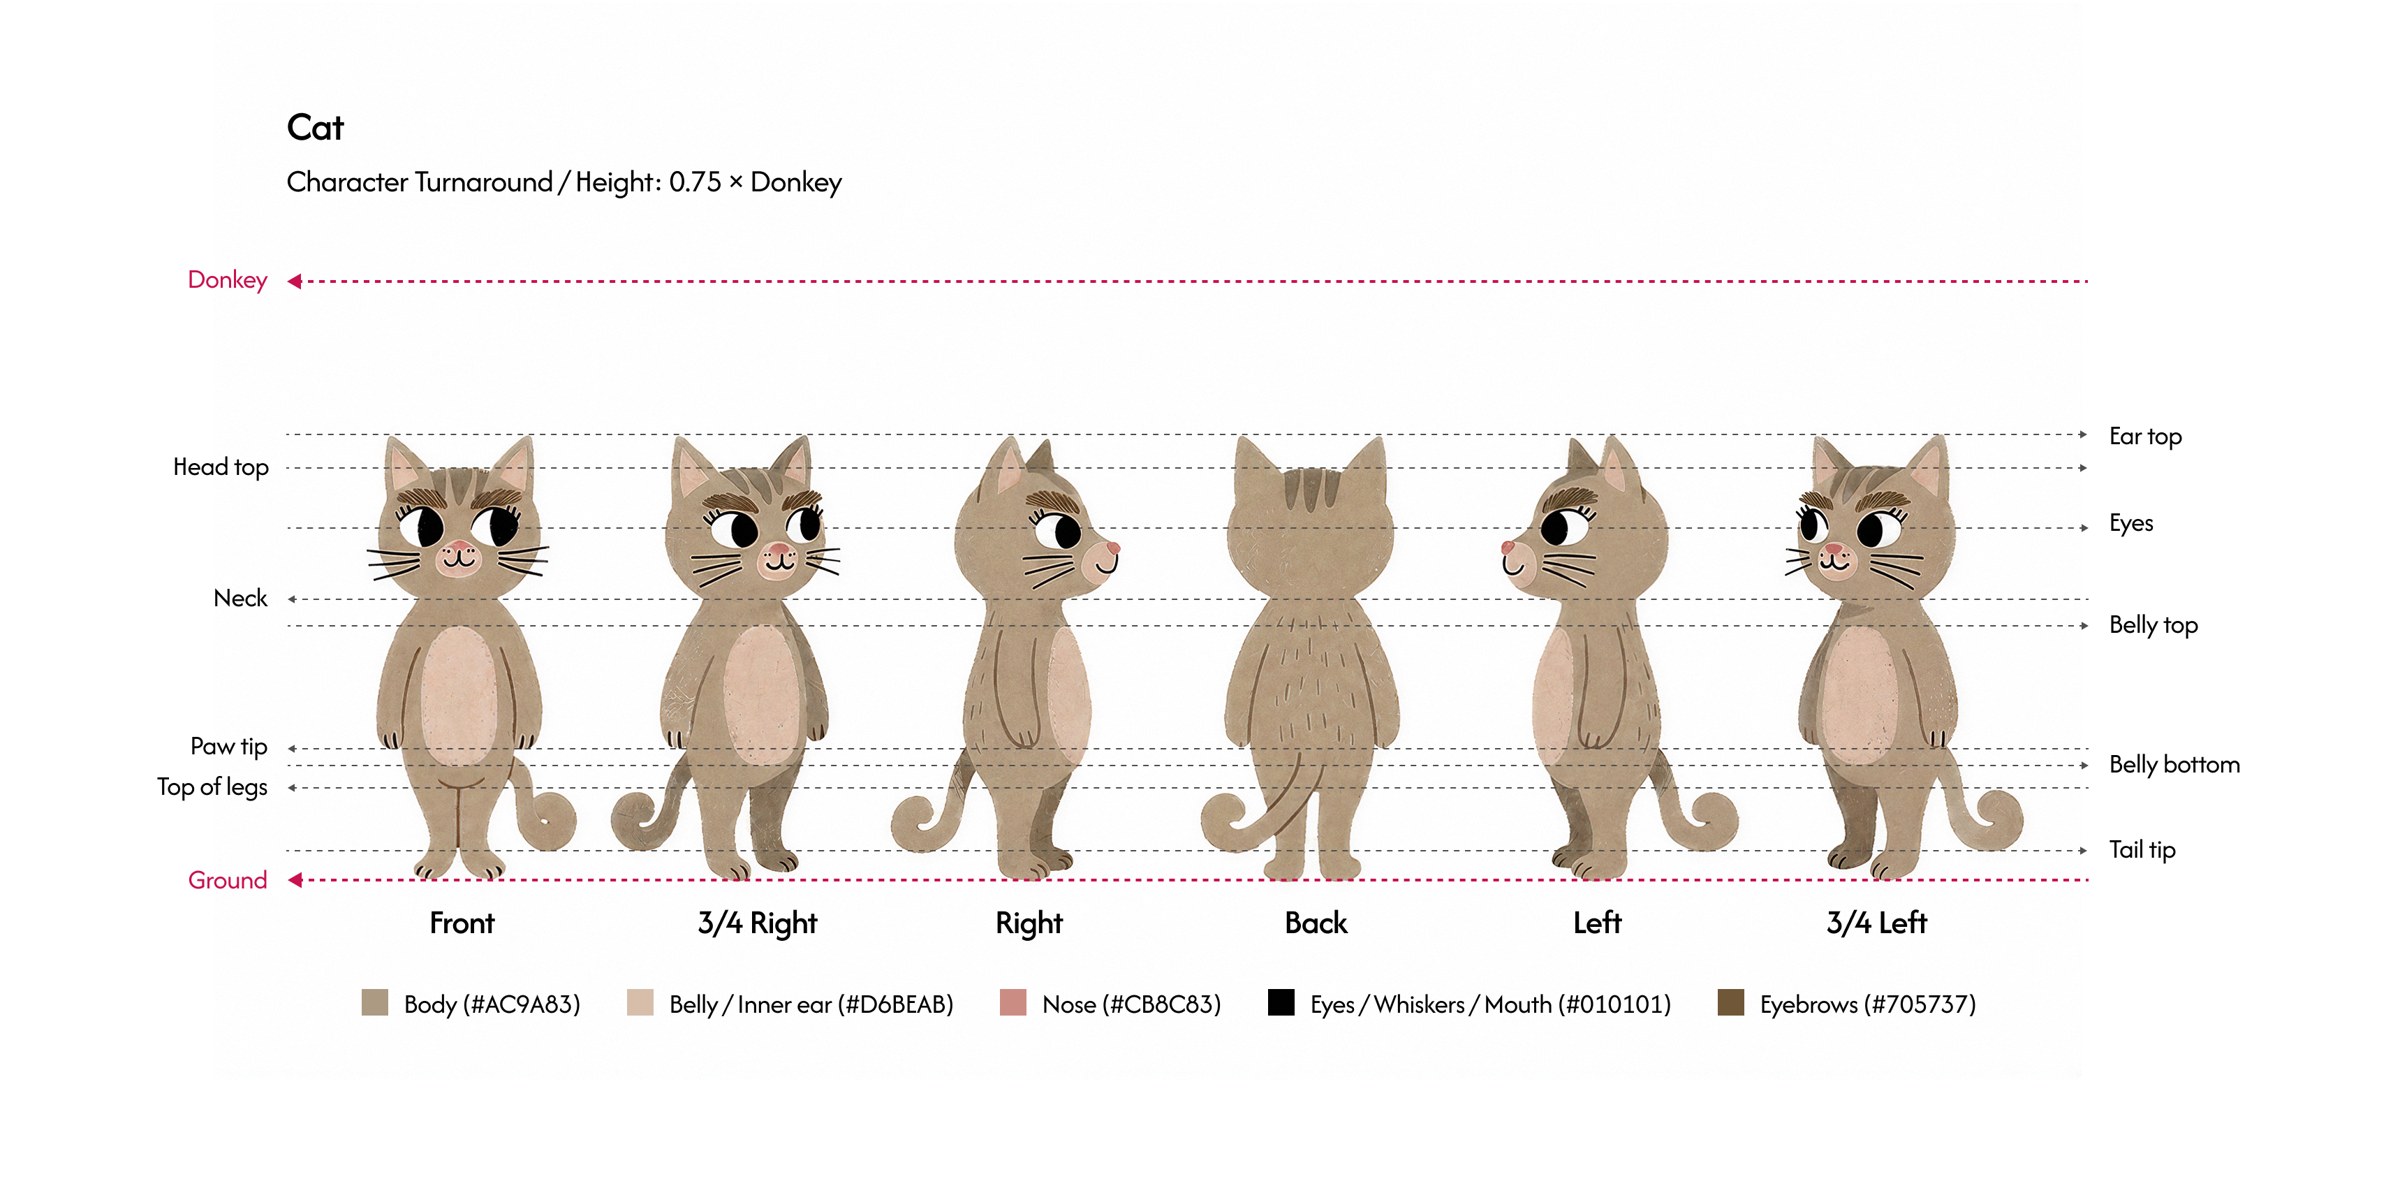 Cat
Character Turnaround / Height: 0.75 × Donkey
Donkey
Ear top
Head top
Eyes
Neck
Belly top
Paw tip
Belly bottom
Top of legs
Tail tip
Ground
Front 3/4 Right Right Back Left 3/4 Left
Body (#AC9A83) Belly / Inner ear (#D6BEAB) Nose (#CB8C83) Eyes / Whiskers / Mouth (#010101) Eyebrows (#705737)